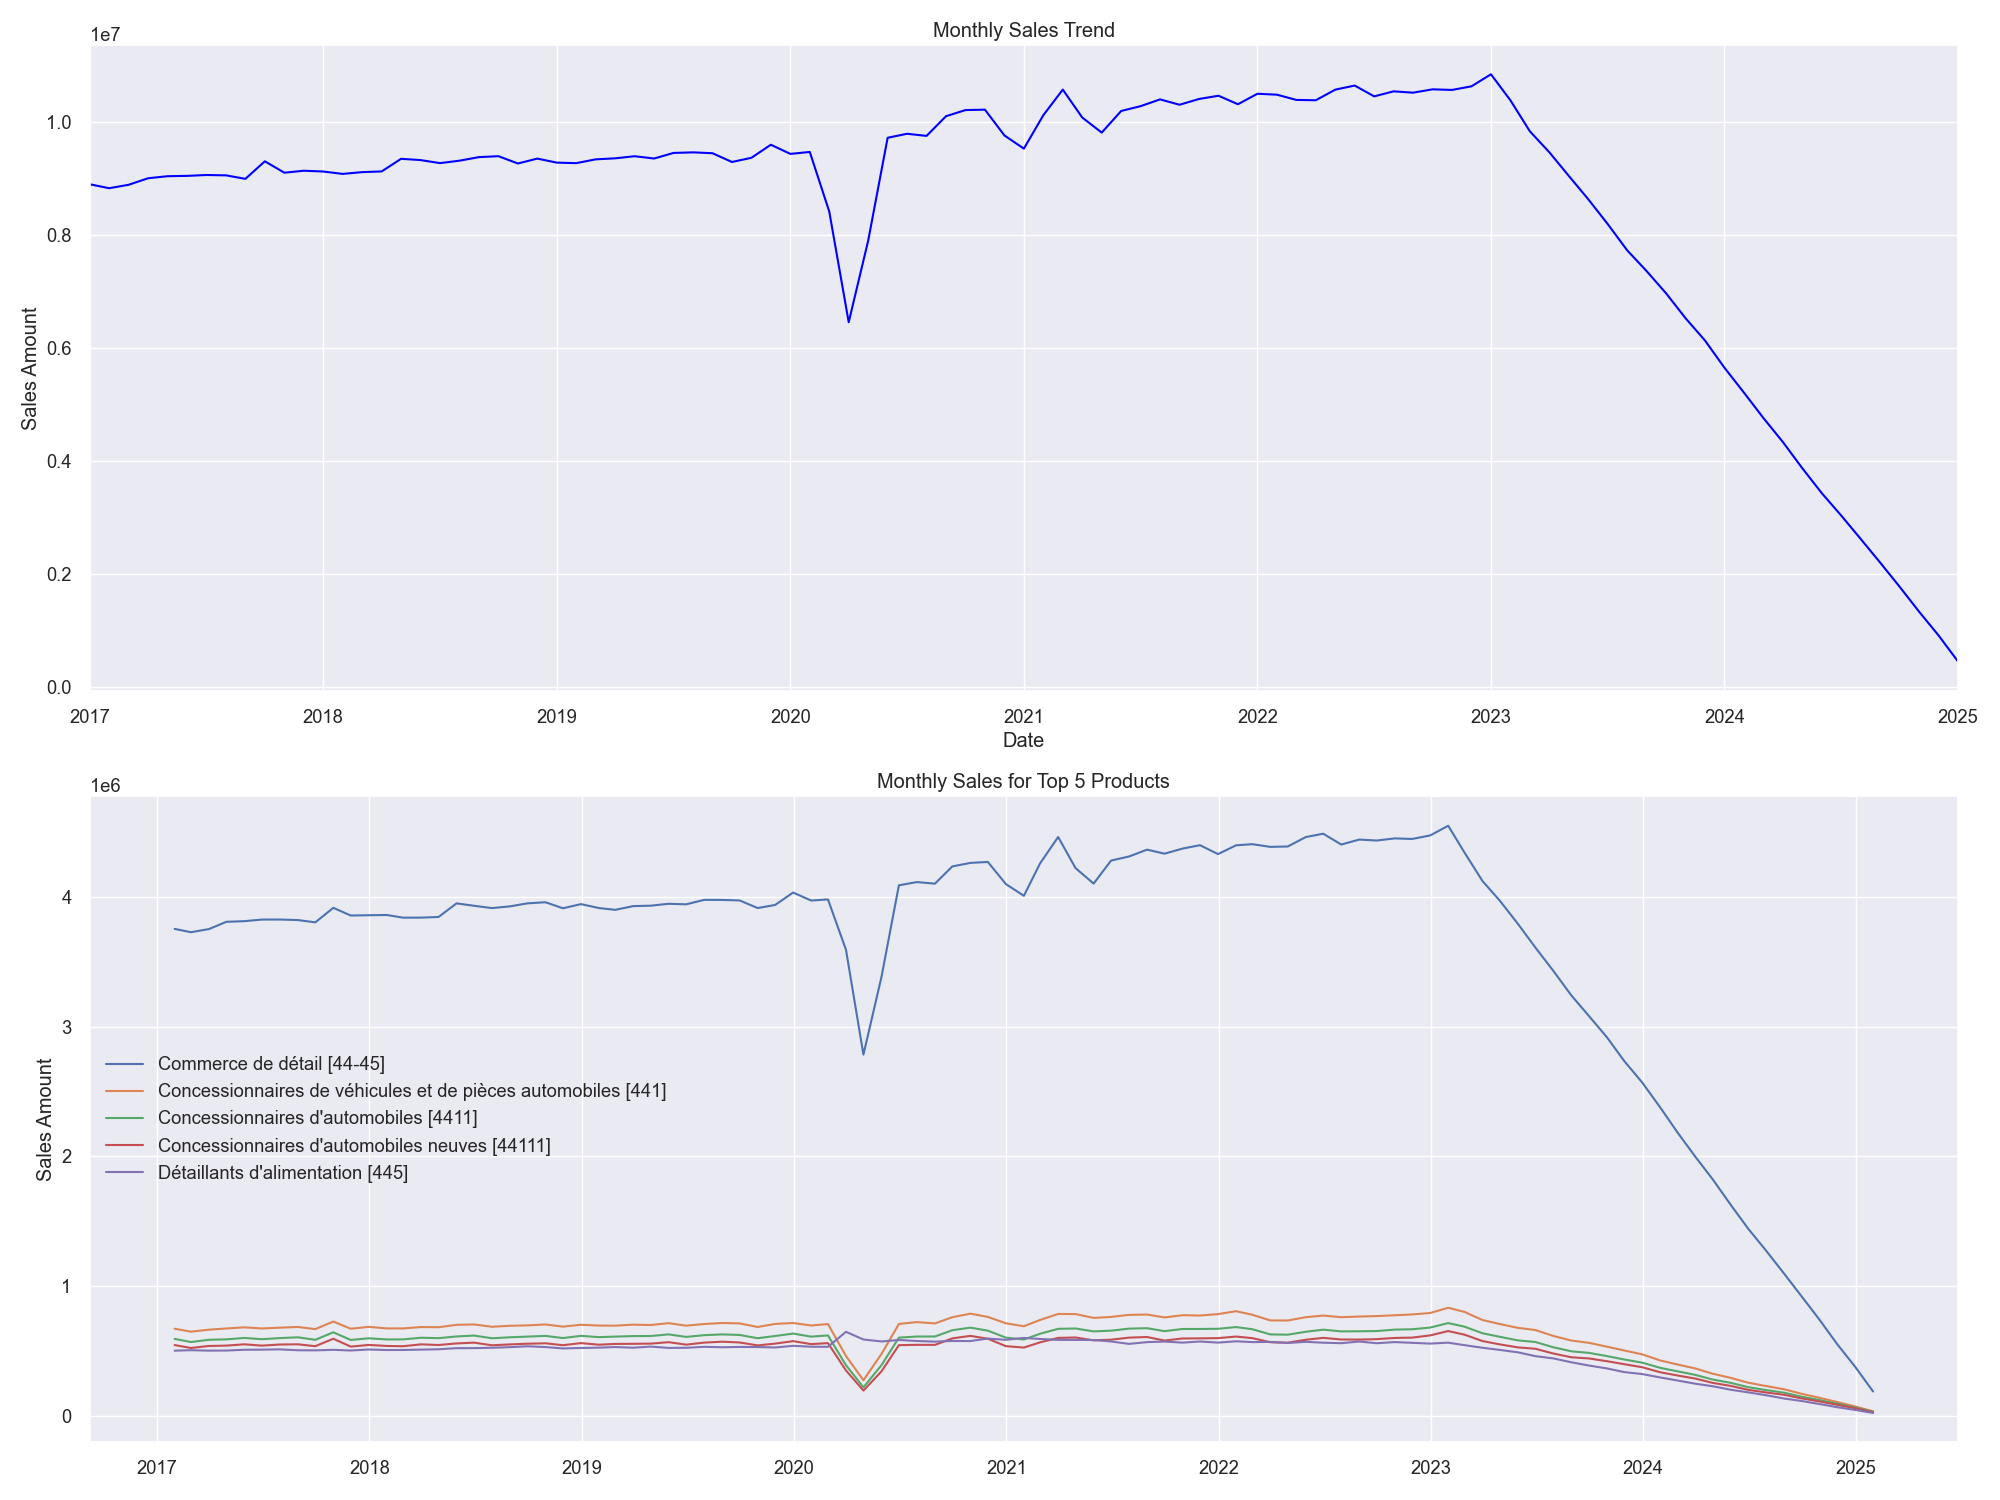 Monthly Sales Trend
1e7
1.0
0.8
0.6
0.4
0.2
0.0
Sales Amount
2017 2018 2019 2020 2021 2022 2023 2024 2025
Date
Monthly Sales for Top 5 Products
1e6
4
3
2
1
0
Sales Amount
Commerce de détail [44-45]
Concessionnaires de véhicules et de pièces automobiles [441]
Concessionnaires d'automobiles [4411]
Concessionnaires d'automobiles neuves [44111]
Détaillants d'alimentation [445]
2017 2018 2019 2020 2021 2022 2023 2024 2025